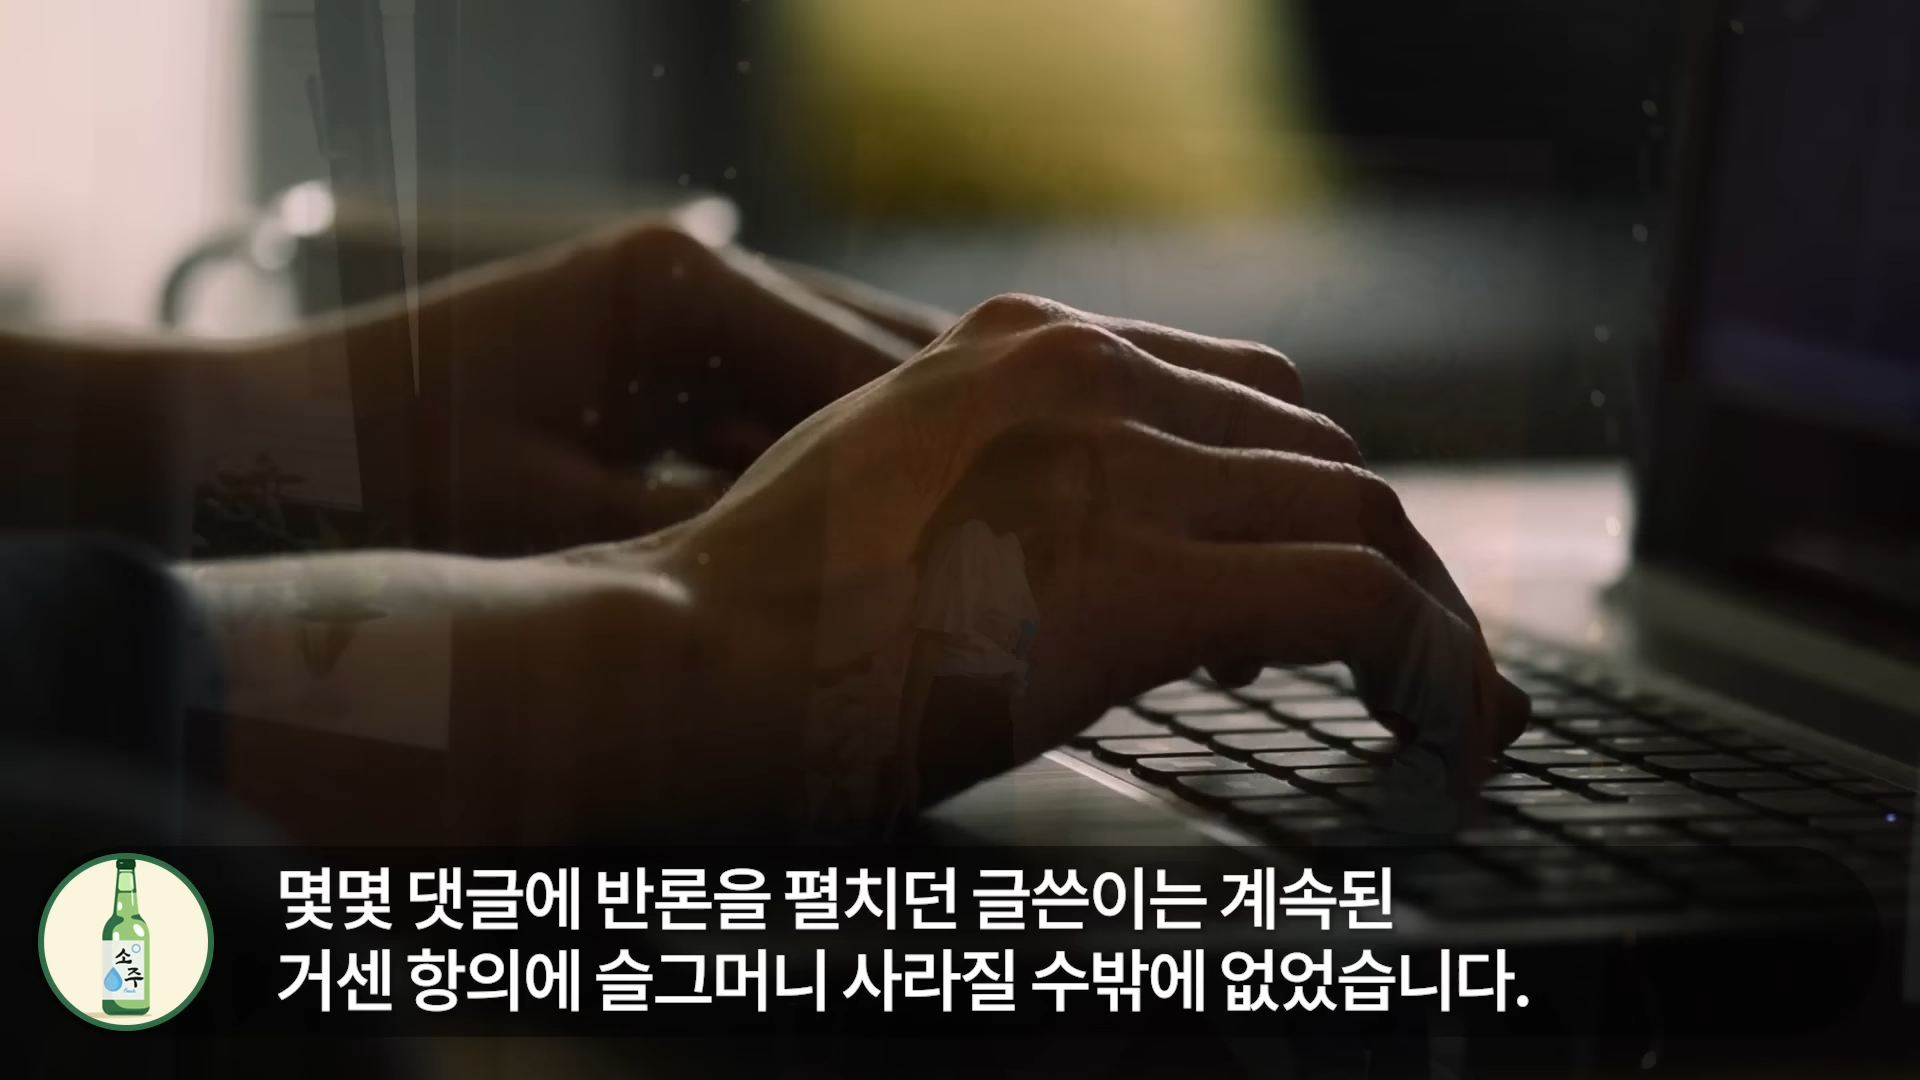 몇몇 댓글에 반론을 펼치던 글쓴이는 계속된
거센 항의에 슬그머니 사라질 수밖에 없었습니다.
소
주